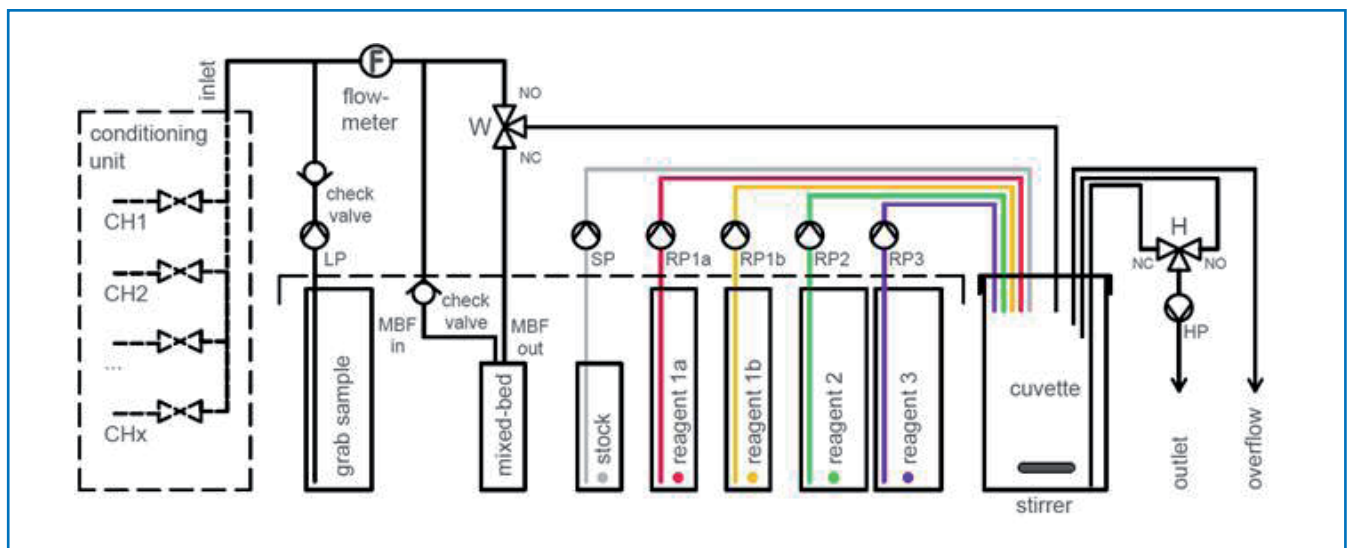 inlet
conditioning
unit
CH1
CH2
...
CHx
F
flow-
meter
check
valve
LP
grab sample
MBF
in
check
valve
MBF
out
mixed-bed
W
NO
NC
SP
RP1a
RP1b
RP2
RP3
stock
reagent 1a
reagent 1b
reagent 2
reagent 3
cuvette
stirrer
H
NC
NO
HP
outlet
overflow